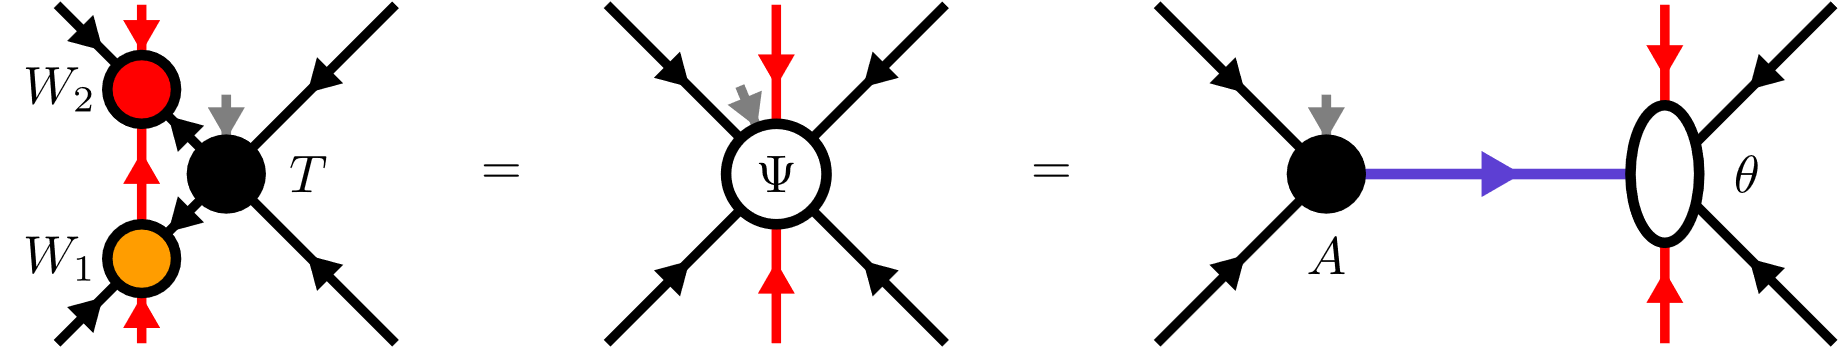 W₂
T
=
Ψ
=
θ
W₁
A